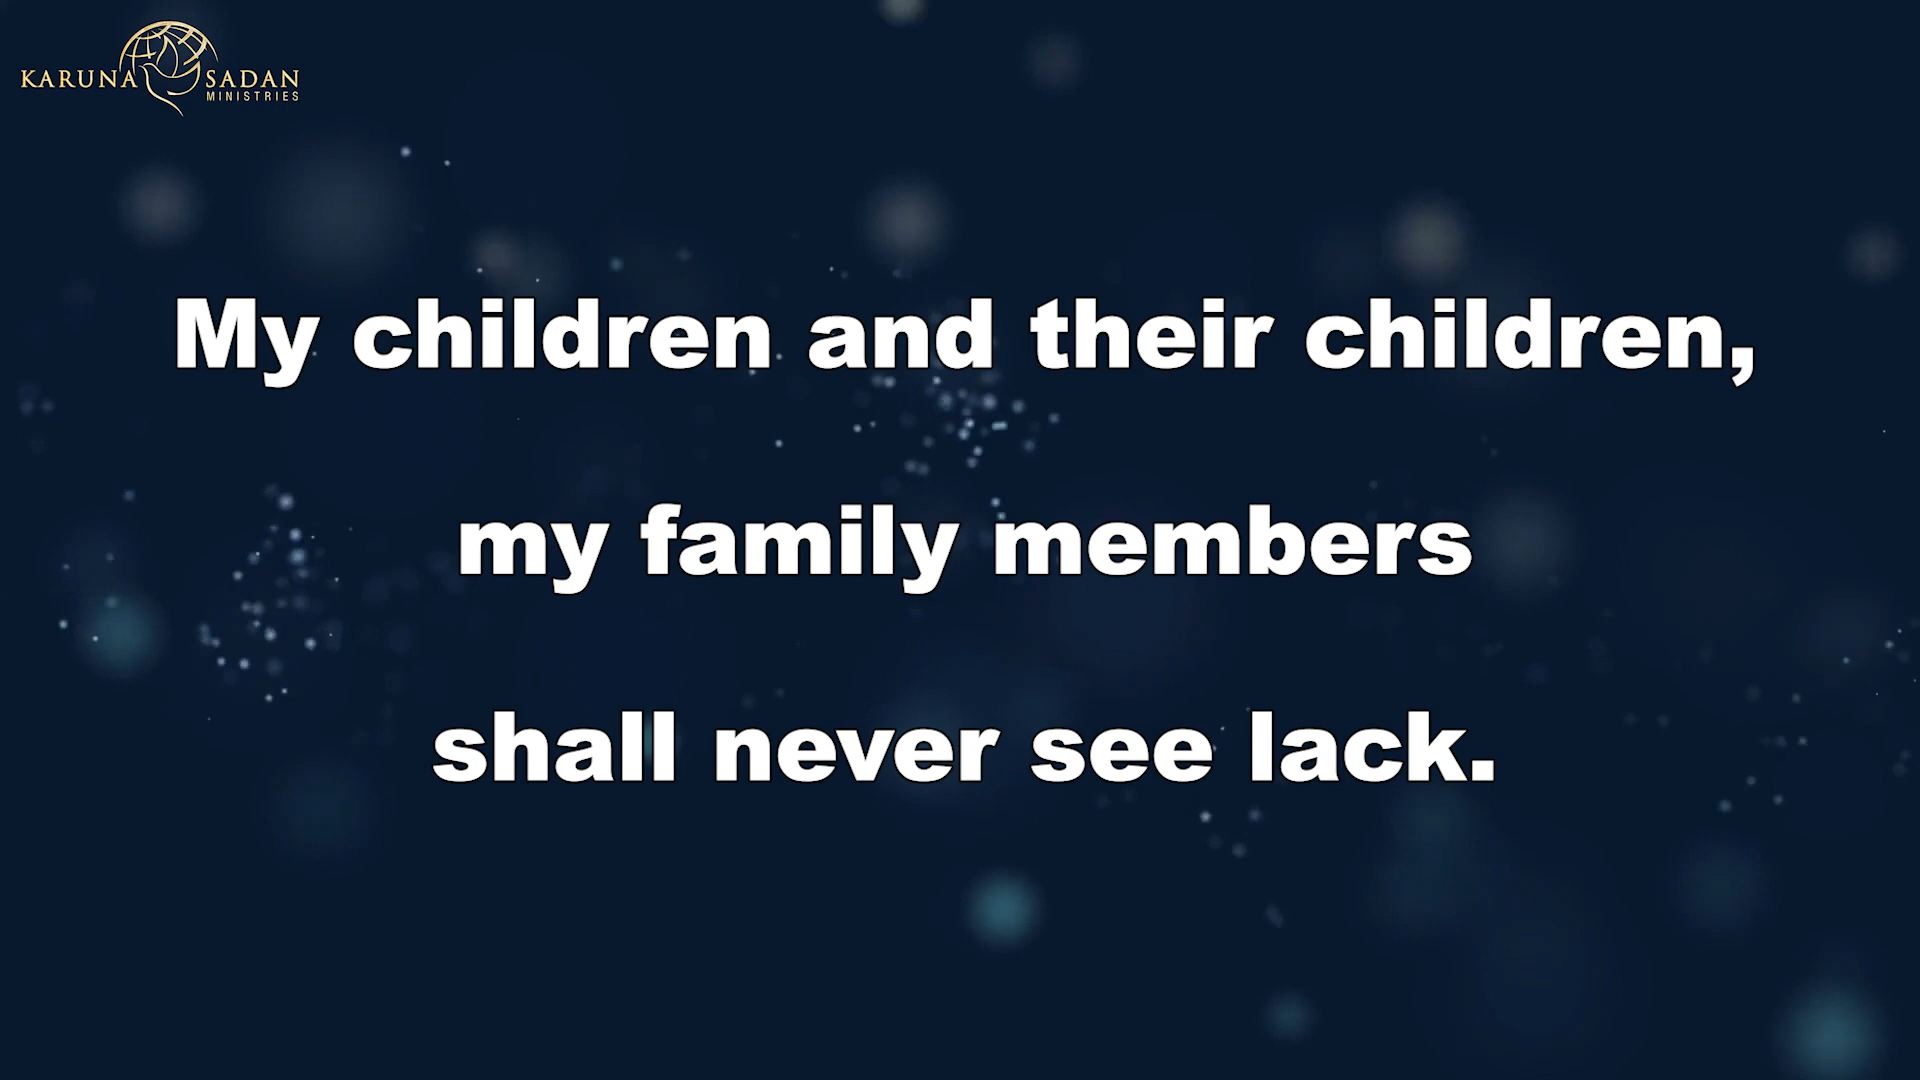 KARUNA SADAN
MINISTRIES
My children and their children,
my family members
shall never see lack.